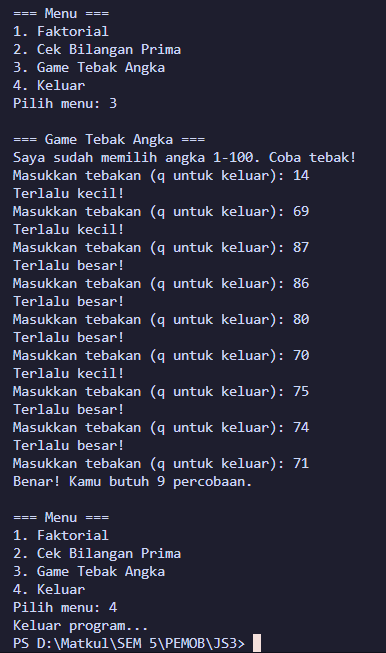 === Menu ===
1. Faktorial
2. Cek Bilangan Prima
3. Game Tebak Angka
4. Keluar
Pilih menu: 3
=== Game Tebak Angka ===
Saya sudah memilih angka 1-100. Coba tebak!
Masukkan tebakan (q untuk keluar): 14
Terlalu kecil!
Masukkan tebakan (q untuk keluar): 69
Terlalu kecil!
Masukkan tebakan (q untuk keluar): 87
Terlalu besar!
Masukkan tebakan (q untuk keluar): 86
Terlalu besar!
Masukkan tebakan (q untuk keluar): 80
Terlalu besar!
Masukkan tebakan (q untuk keluar): 70
Terlalu kecil!
Masukkan tebakan (q untuk keluar): 75
Terlalu besar!
Masukkan tebakan (q untuk keluar): 74
Terlalu besar!
Masukkan tebakan (q untuk keluar): 71
Benar! Kamu butuh 9 percobaan.
=== Menu ===
1. Faktorial
2. Cek Bilangan Prima
3. Game Tebak Angka
4. Keluar
Pilih menu: 4
Keluar program...
PS D:\Matkul\SEM 5\PEMOB\JS3>